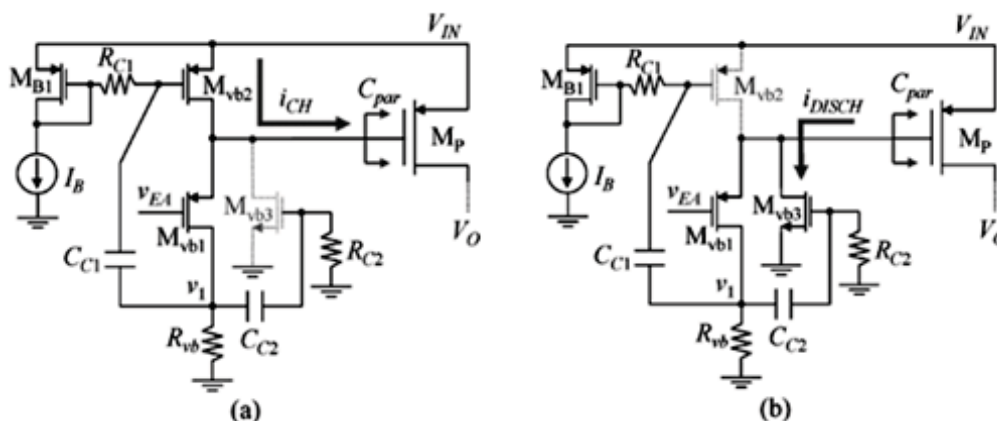 V_IN
M_B1
R_C1
M_vb2
i_CH
C_par
M_P
I_B
v_EA
M_vb1
M_vb3
V_O
R_C2
C_C1
v_1
R_vb
C_C2
(a)
V_IN
M_B1
R_C1
M_vb2
i_DISCH
C_par
M_P
I_B
v_EA
M_vb1
M_vb3
V_O
R_C2
C_C1
v_1
R_vb
C_C2
(b)